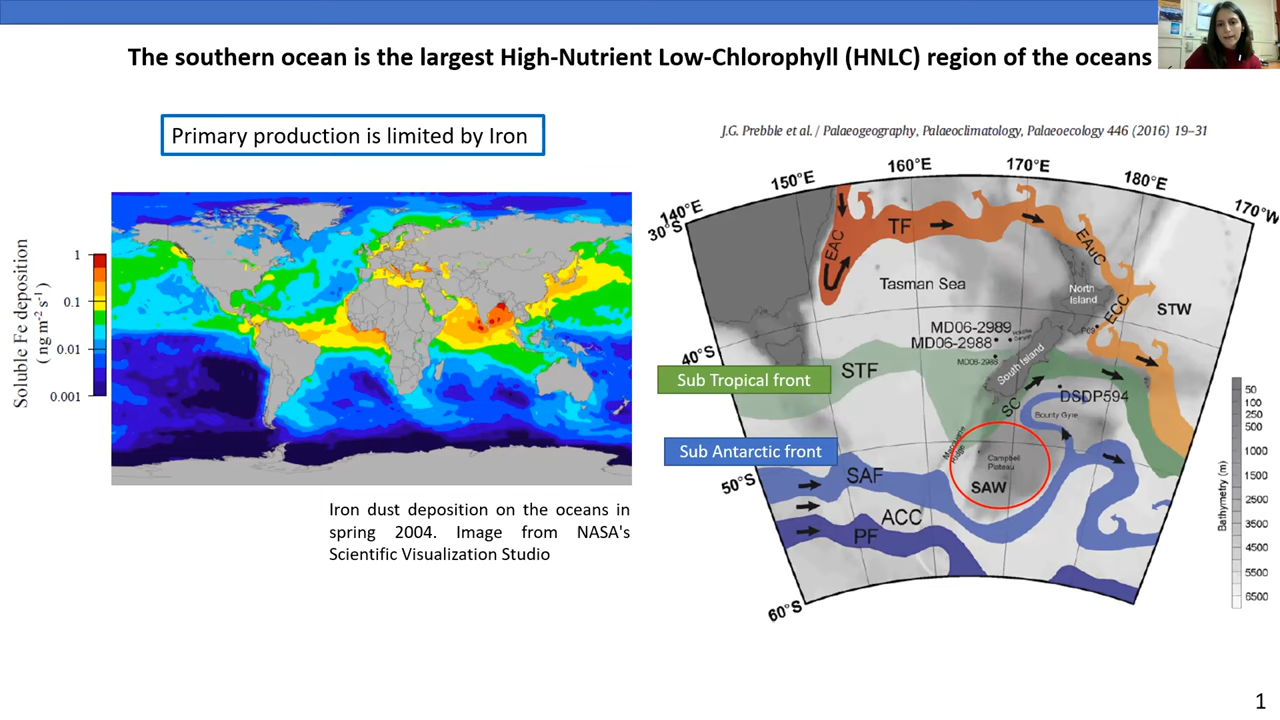 The southern ocean is the largest High-Nutrient Low-Chlorophyll (HNLC) region of the oceans
Primary production is limited by Iron
Soluble Fe deposition
(ng m⁻² s⁻¹)
1
0.1
0.01
0.001
Iron dust deposition on the oceans in
spring 2004. Image from NASA's
Scientific Visualization Studio
J.G. Prebble et al. / Palaeogeography, Palaeoclimatology, Palaeoecology 446 (2016) 19–31
140°E
150°E
160°E
170°E
180°E
170°W
30°S
40°S
50°S
60°S
EAC
TF
EAuC
Tasman Sea
North
Island
ECC
STW
MD06-2989
MD06-2988
P69
South Island
STF
Sub Tropical front
SC
DSDP594
Bounty Gyre
Sub Antarctic front
Macquarie
Ridge
Campbell
Plateau
SAW
SAF
ACC
PF
Bathymetry (m)
50
100
250
500
1000
1500
2500
3500
4500
5500
6500
1